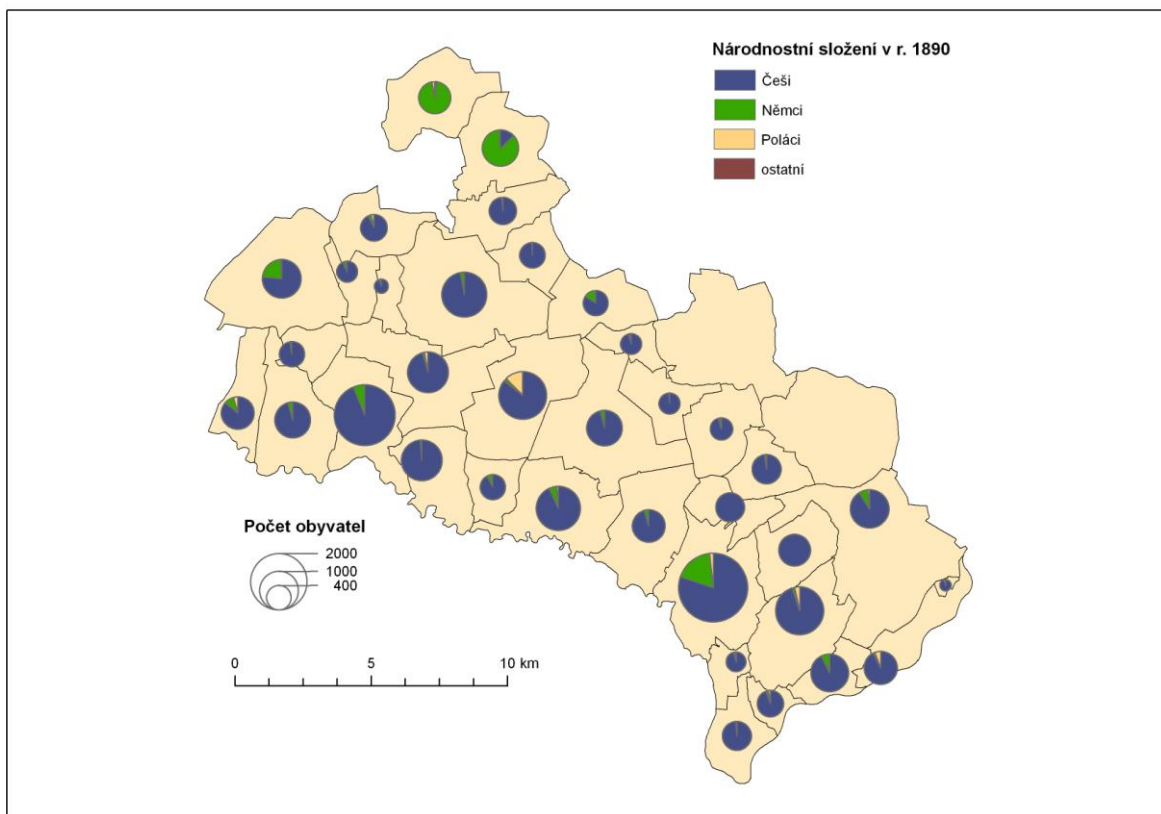 Národnostní složení v r. 1890
Češi
Němci
Poláci
ostatní
Počet obyvatel
2000
1000
400
0 5 10 km